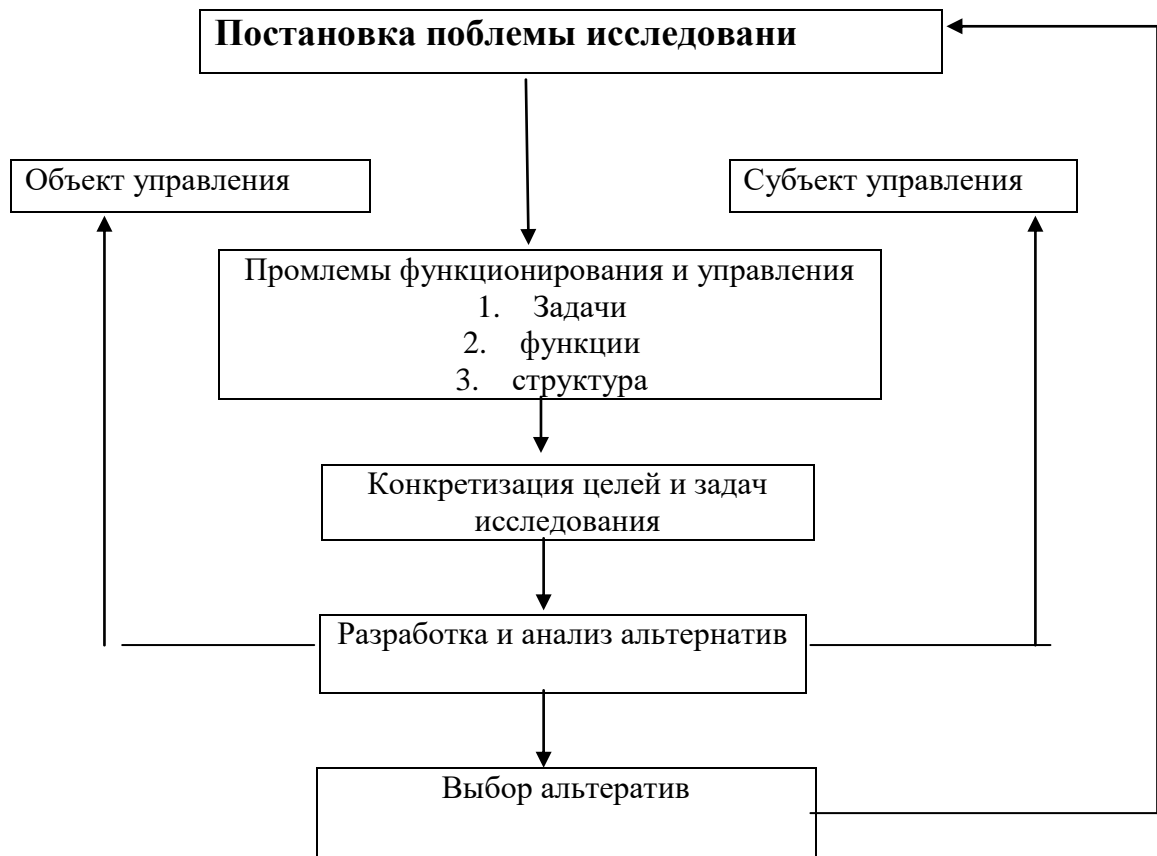 Постановка поблемы исследовани
Объект управления
Субъект управления
Промлемы функционирования и управления
1. Задачи
2. функции
3. структура
Конкретизация целей и задач
исследования
Разработка и анализ альтернатив
Выбор альтератив